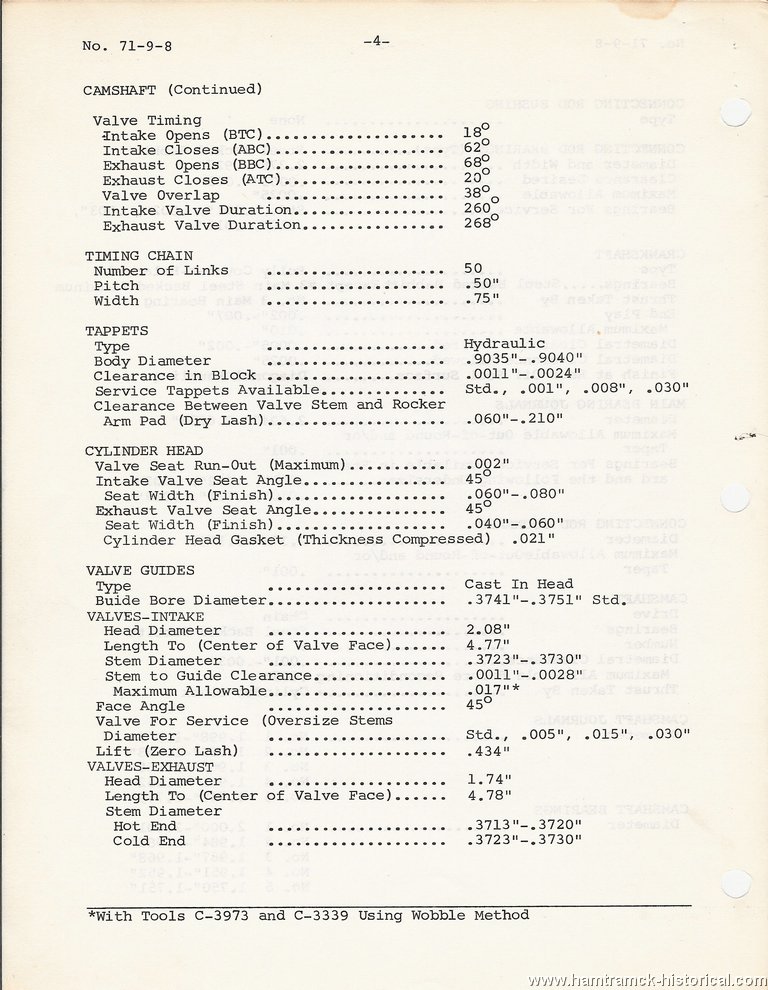 No. 71-9-8
-4-
CAMSHAFT (Continued)
Valve Timing
Intake Opens (BTC).................... 18°
Intake Closes (ABC)................... 62°
Exhaust Opens (BBC)................... 68°
Exhaust Closes (ATC).................. 20°
Valve Overlap .................... 38°
Intake Valve Duration................. 260°
Exhaust Valve Duration................ 268°
TIMING CHAIN
Number of Links .................... 50
Pitch .................... .50"
Width .................... .75"
TAPPETS
Type .................... Hydraulic
Body Diameter .................... .9035"-.9040"
Clearance in Block .................... .0011"-.0024"
Service Tappets Available.............. Std., .001", .008", .030"
Clearance Between Valve Stem and Rocker
Arm Pad (Dry Lash).................... .060"-.210"
CYLINDER HEAD
Valve Seat Run-Out (Maximum)........... .002"
Intake Valve Seat Angle................ 45°
Seat Width (Finish)................... .060"-.080"
Exhaust Valve Seat Angle............... 45°
Seat Width (Finish)................... .040"-.060"
Cylinder Head Gasket (Thickness Compressed) .021"
VALVE GUIDES
Type .................... Cast In Head
Buide Bore Diameter.................... .3741"-.3751" Std.
VALVES-INTAKE
Head Diameter .................... 2.08"
Length To (Center of Valve Face)...... 4.77"
Stem Diameter .................... .3723"-.3730"
Stem to Guide Clearance............... .0011"-.0028"
Maximum Allowable.................... .017"*
Face Angle .................... 45°
Valve For Service (Oversize Stems
Diameter .................... Std., .005", .015", .030"
Lift (Zero Lash) .................... .434"
VALVES-EXHAUST
Head Diameter .................... 1.74"
Length To (Center of Valve Face)...... 4.78"
Stem Diameter
Hot End .................... .3713"-.3720"
Cold End .................... .3723"-.3730"
*With Tools C-3973 and C-3339 Using Wobble Method
www.hamtramck-historical.com